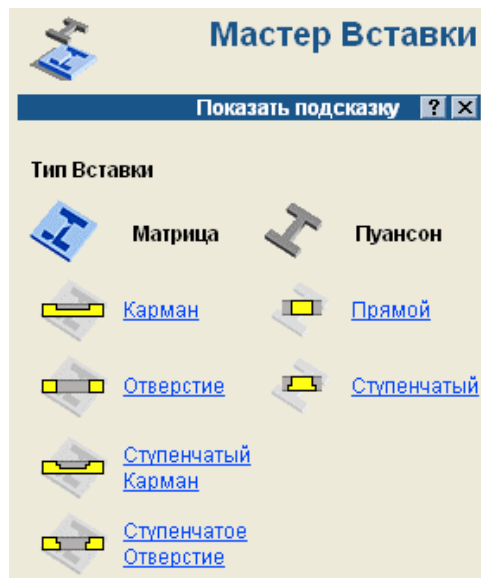 Мастер Вставки
Показать подсказку ? X
Тип Вставки
Матрица Пуансон
Карман Прямой
Отверстие Ступенчатый
Ступенчатый
Карман
Ступенчатое
Отверстие